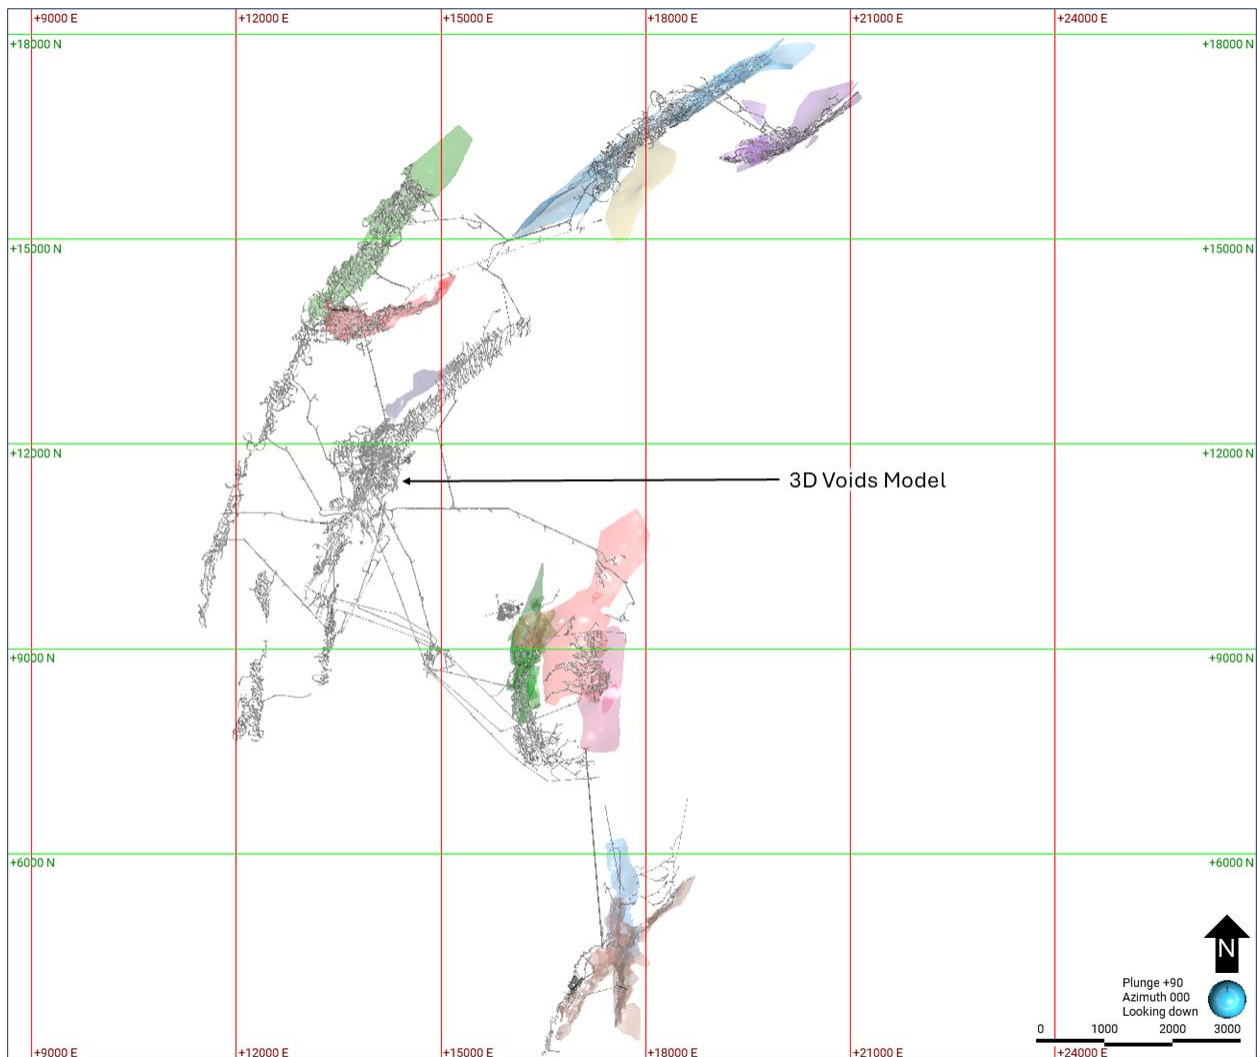 +9000 E +12000 E +15000 E +18000 E +21000 E +24000 E
+18000 N +18000 N
+15000 N +15000 N
+12000 N +12000 N
3D Voids Model
+9000 N +9000 N
+6000 N +6000 N
N
Plunge +90
Azimuth 000
Looking down
0 1000 2000 3000
+9000 E +12000 E +15000 E +18000 E +21000 E +24000 E